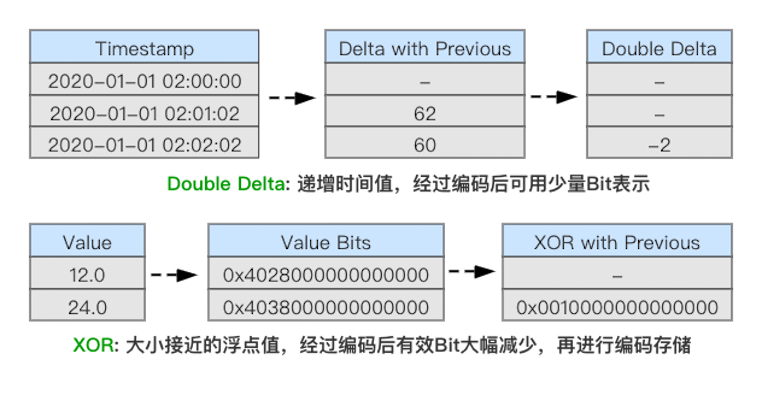 Timestamp Delta with Previous Double Delta
2020-01-01 02:00:00 - -
2020-01-01 02:01:02 62 -
2020-01-01 02:02:02 60 -2
Double Delta: 递增时间值，经过编码后可用少量Bit表示
Value Value Bits XOR with Previous
12.0 0x4028000000000000 -
24.0 0x4038000000000000 0x0010000000000000
XOR: 大小接近的浮点值，经过编码后有效Bit大幅减少，再进行编码存储